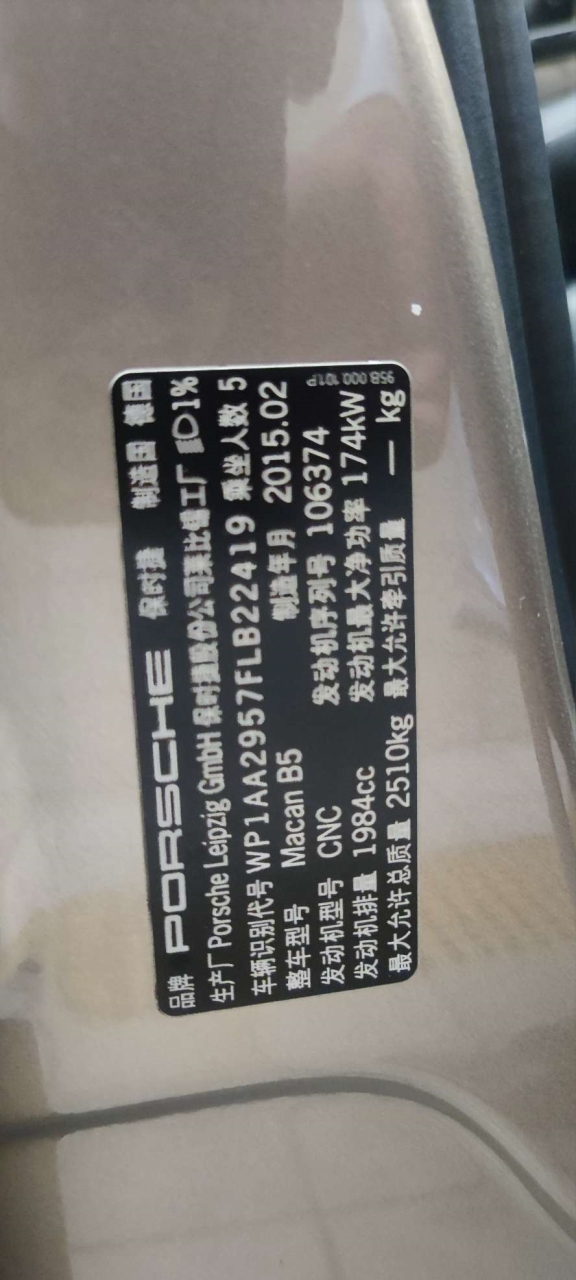 品牌 PORSCHE 保时捷 制造国 德国
生产厂 Porsche Leipzig GmbH 保时捷股份公司莱比锡工厂 1%
车辆识别代号 WP1AA2957FLB22419 乘坐人数 5
整车型号 Macan B5 制造年月 2015.02
发动机型号 CNC 发动机序列号 106374
发动机排量 1984cc 发动机最大净功率 174kW
最大允许总质量 2510kg 最大允许牵引质量 — kg
958.000.101.P